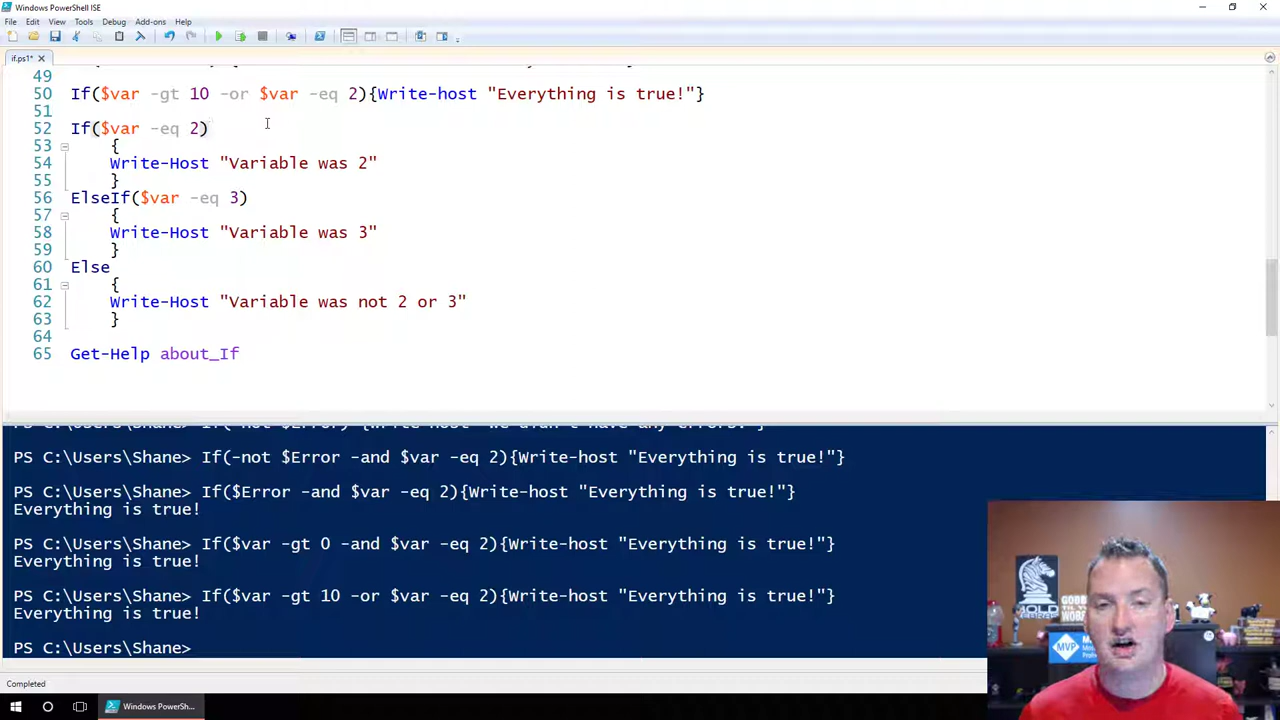 Windows PowerShell ISE
File Edit View Tools Debug Add-ons Help
if.ps1*
49
50 If($var -gt 10 -or $var -eq 2){Write-host "Everything is true!"}
51
52 If($var -eq 2)
53 {
54 Write-Host "Variable was 2"
55 }
56 ElseIf($var -eq 3)
57 {
58 Write-Host "Variable was 3"
59 }
60 Else
61 {
62 Write-Host "Variable was not 2 or 3"
63 }
64
65 Get-Help about_If
PS C:\Users\Shane> If(-not $Error -and $var -eq 2){Write-host "Everything is true!"}
PS C:\Users\Shane> If($Error -and $var -eq 2){Write-host "Everything is true!"}
Everything is true!
PS C:\Users\Shane> If($var -gt 0 -and $var -eq 2){Write-host "Everything is true!"}
Everything is true!
PS C:\Users\Shane> If($var -gt 10 -or $var -eq 2){Write-host "Everything is true!"}
Everything is true!
PS C:\Users\Shane>
MVP
Completed
Windows PowerShe...